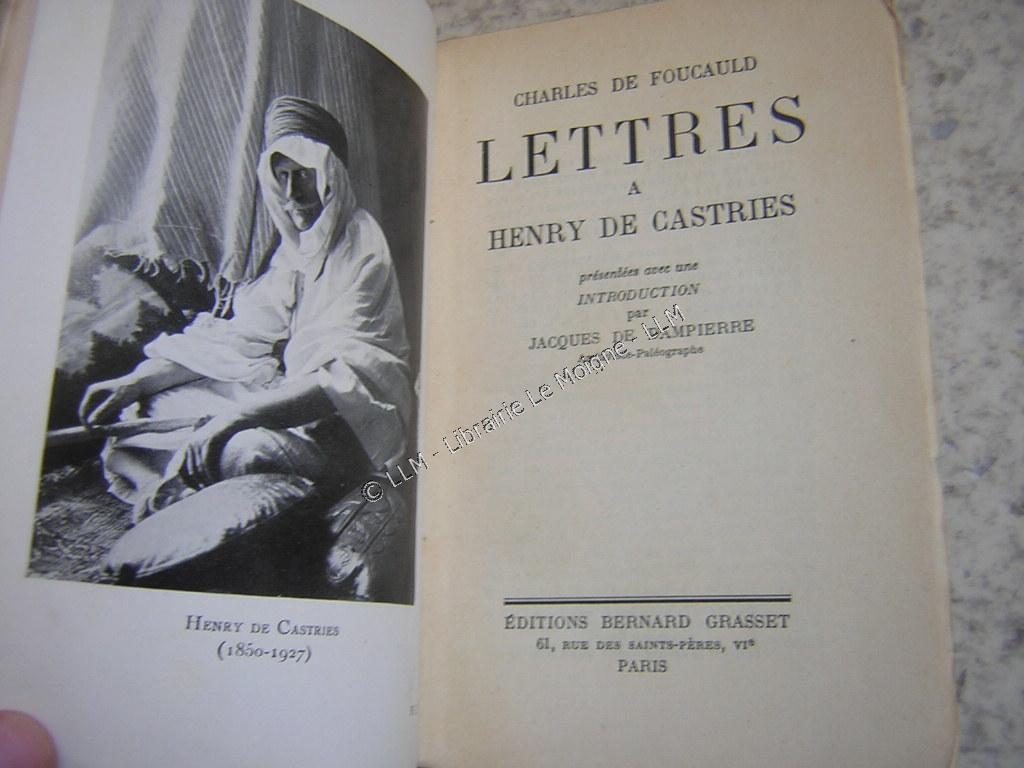 HENRY DE CASTRIES
(1850-1927)
CHARLES DE FOUCAULD
LETTRES
A
HENRY DE CASTRIES
présentées avec une
INTRODUCTION
par
JACQUES DE DAMPIERRE
-Paléographe
ÉDITIONS BERNARD GRASSET
61, RUE DES SAINTS-PÈRES, VIe
PARIS
© LLM - Librairie Le Moigne - LLM